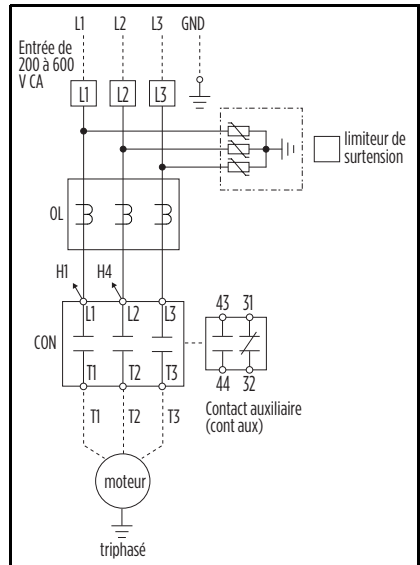 L1 L2 L3 GND
Entrée de
200 à 600
V CA
L1 L2 L3
limiteur de
surtension
OL
H1 H4
L1 L2 L3
43 31
CON
T1 T2 T3
44 32
T1 T2 T3
Contact auxiliaire
(cont aux)
moteur
triphasé